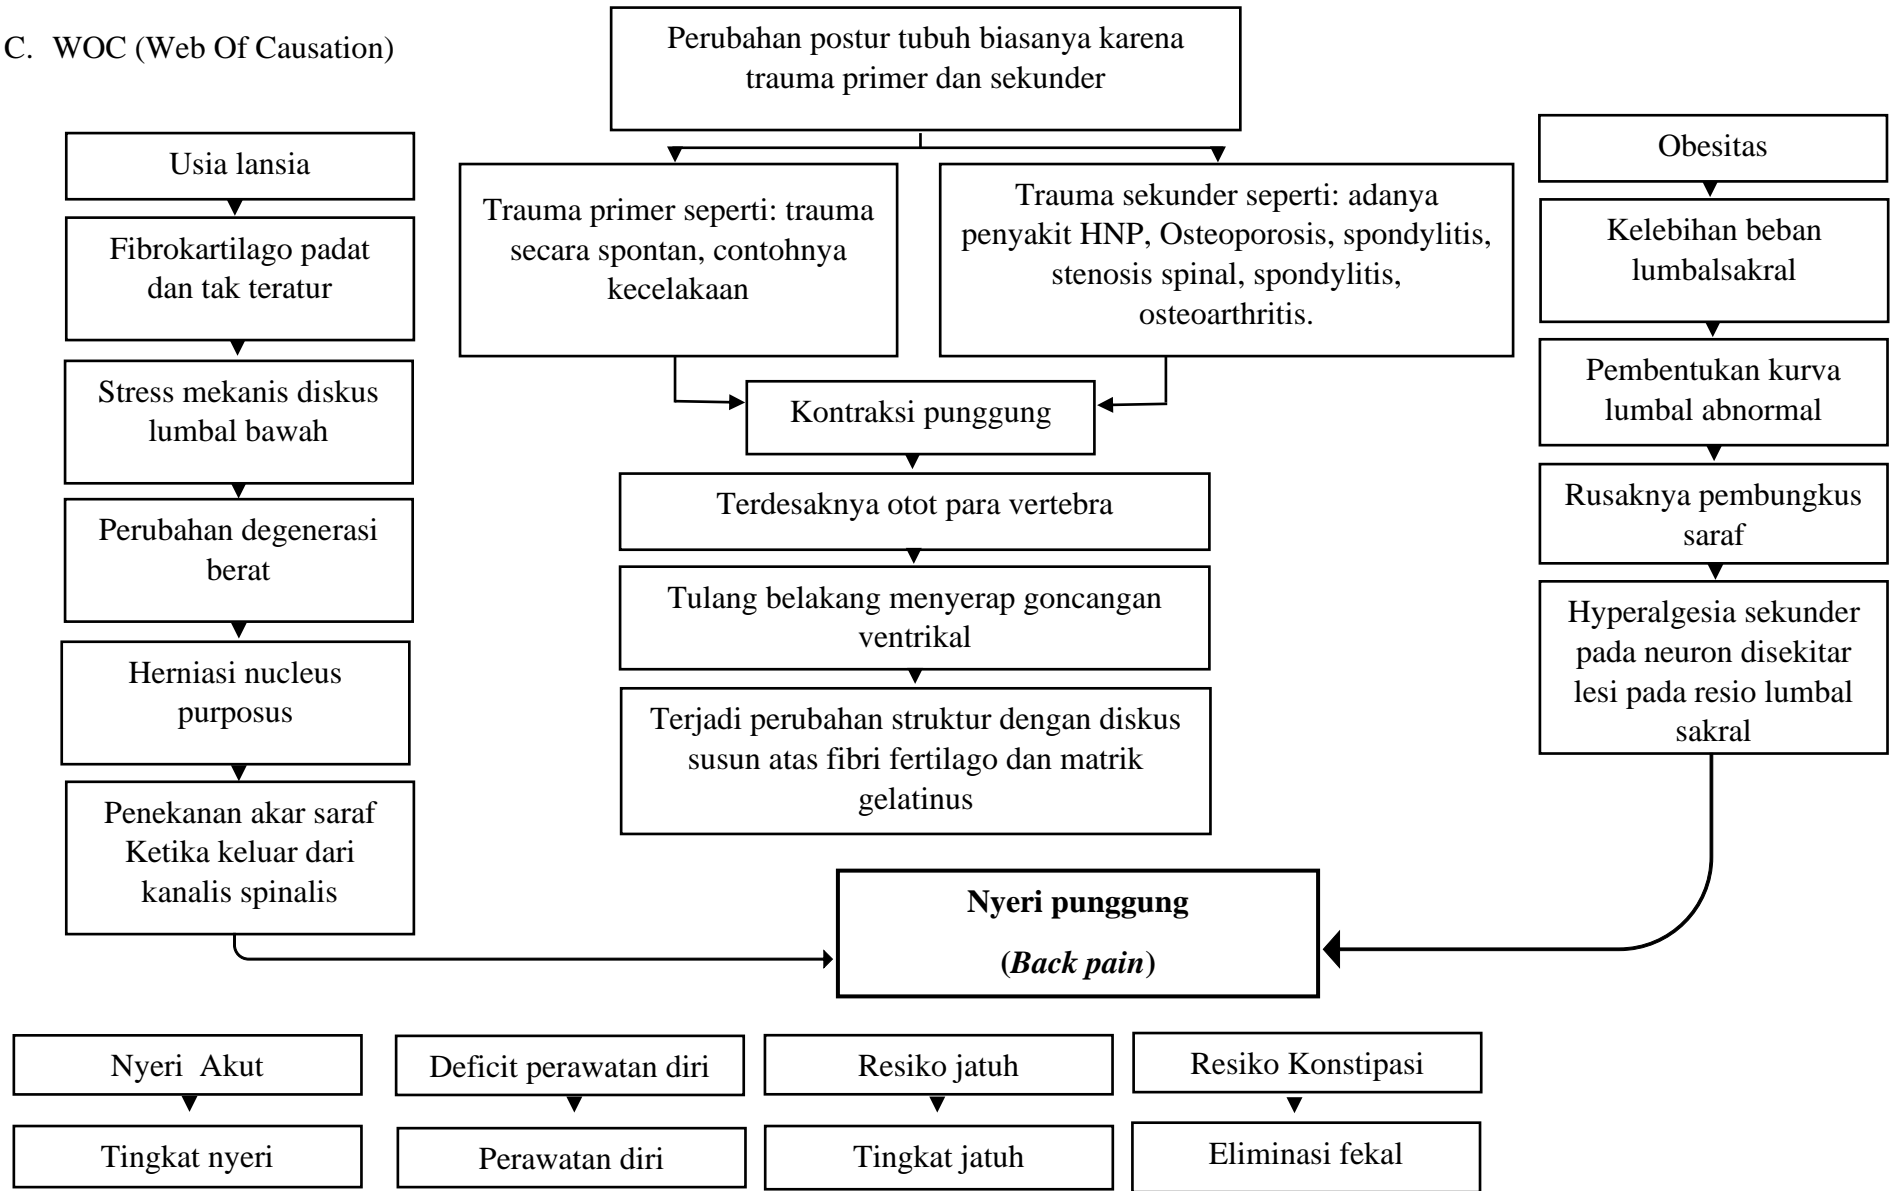 C. WOC (Web Of Causation)
Perubahan postur tubuh biasanya karena
trauma primer dan sekunder
Usia lansia
Fibrokartilago padat
dan tak teratur
Stress mekanis diskus
lumbal bawah
Perubahan degenerasi
berat
Herniasi nucleus
purposus
Penekanan akar saraf
Ketika keluar dari
kanalis spinalis
Trauma primer seperti: trauma
secara spontan, contohnya
kecelakaan
Trauma sekunder seperti: adanya
penyakit HNP, Osteoporosis, spondylitis,
stenosis spinal, spondylitis,
osteoarthritis.
Kontraksi punggung
Terdesaknya otot para vertebra
Tulang belakang menyerap goncangan
ventrikal
Terjadi perubahan struktur dengan diskus
susun atas fibri fertilago dan matrik
gelatinus
Obesitas
Kelebihan beban
lumbalsakral
Pembentukan kurva
lumbal abnormal
Rusaknya pembungkus
saraf
Hyperalgesia sekunder
pada neuron disekitar
lesi pada resio lumbal
sakral
Nyeri punggung
(Back pain)
Nyeri Akut
Deficit perawatan diri
Resiko jatuh
Resiko Konstipasi
Tingkat nyeri
Perawatan diri
Tingkat jatuh
Eliminasi fekal